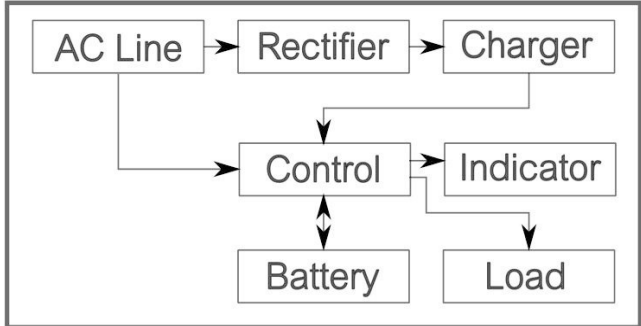 AC Line
Rectifier
Charger
Control
Indicator
Battery
Load